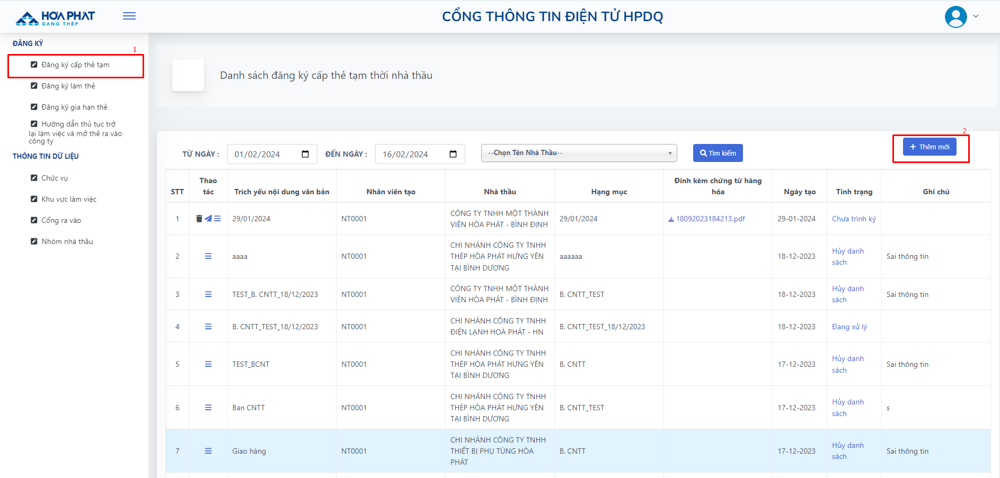 HÒA PHÁT
GANG THÉP
CỔNG THÔNG TIN ĐIỆN TỬ HPDQ
ĐĂNG KÝ
1
Đăng ký cấp thẻ tạm
Đăng ký làm thẻ
Đăng ký gia hạn thẻ
Hướng dẫn thủ tục trở
lại làm việc và mở thẻ ra vào
công ty
THÔNG TIN DỮ LIỆU
Chức vụ
Khu vực làm việc
Cổng ra vào
Nhóm nhà thầu
Danh sách đăng ký cấp thẻ tạm thời nhà thầu
2
TỪ NGÀY : 01/02/2024 ĐẾN NGÀY : 16/02/2024 --Chọn Tên Nhà Thầu-- Tìm kiếm + Thêm mới
STT Thao tác Trích yếu nội dung văn bản Nhân viên tạo Nhà thầu Hạng mục Đính kèm chứng từ hàng hóa Ngày tạo Tình trạng Ghi chú
1 29/01/2024 NT0001 CÔNG TY TNHH MỘT THÀNH VIÊN HÒA PHÁT - BÌNH ĐỊNH 29/01/2024 18092023184213.pdf 29-01-2024 Chưa trình ký
2 aaaa NT0001 CHI NHÁNH CÔNG TY TNHH THÉP HÒA PHÁT HƯNG YÊN TẠI BÌNH DƯƠNG aaaaaa 18-12-2023 Hủy danh sách Sai thông tin
3 TEST_B. CNTT_18/12/2023 NT0001 CÔNG TY TNHH MỘT THÀNH VIÊN HÒA PHÁT - BÌNH ĐỊNH B. CNTT_TEST 18-12-2023 Hủy danh sách Sai thông tin
4 B. CNTT_TEST_18/12/2023 NT0001 CHI NHÁNH CÔNG TY TNHH ĐIỆN LẠNH HOÀ PHÁT - HN B. CNTT_TEST_18/12/2023 18-12-2023 Đang xử lý
5 TEST_BCNT NT0001 CHI NHÁNH CÔNG TY TNHH THÉP HÒA PHÁT HƯNG YÊN TẠI BÌNH DƯƠNG B. CNTT 17-12-2023 Hủy danh sách Sai thông tin
6 Ban CNTT NT0001 CHI NHÁNH CÔNG TY TNHH THÉP HÒA PHÁT HƯNG YÊN TẠI BÌNH DƯƠNG B. CNTT_TEST 17-12-2023 Hủy danh sách s
7 Giao hàng NT0001 CHI NHÁNH CÔNG TY TNHH THIẾT BỊ PHỤ TÙNG HÒA PHÁT B. CNTT 17-12-2023 Hủy danh sách Sai thông tin